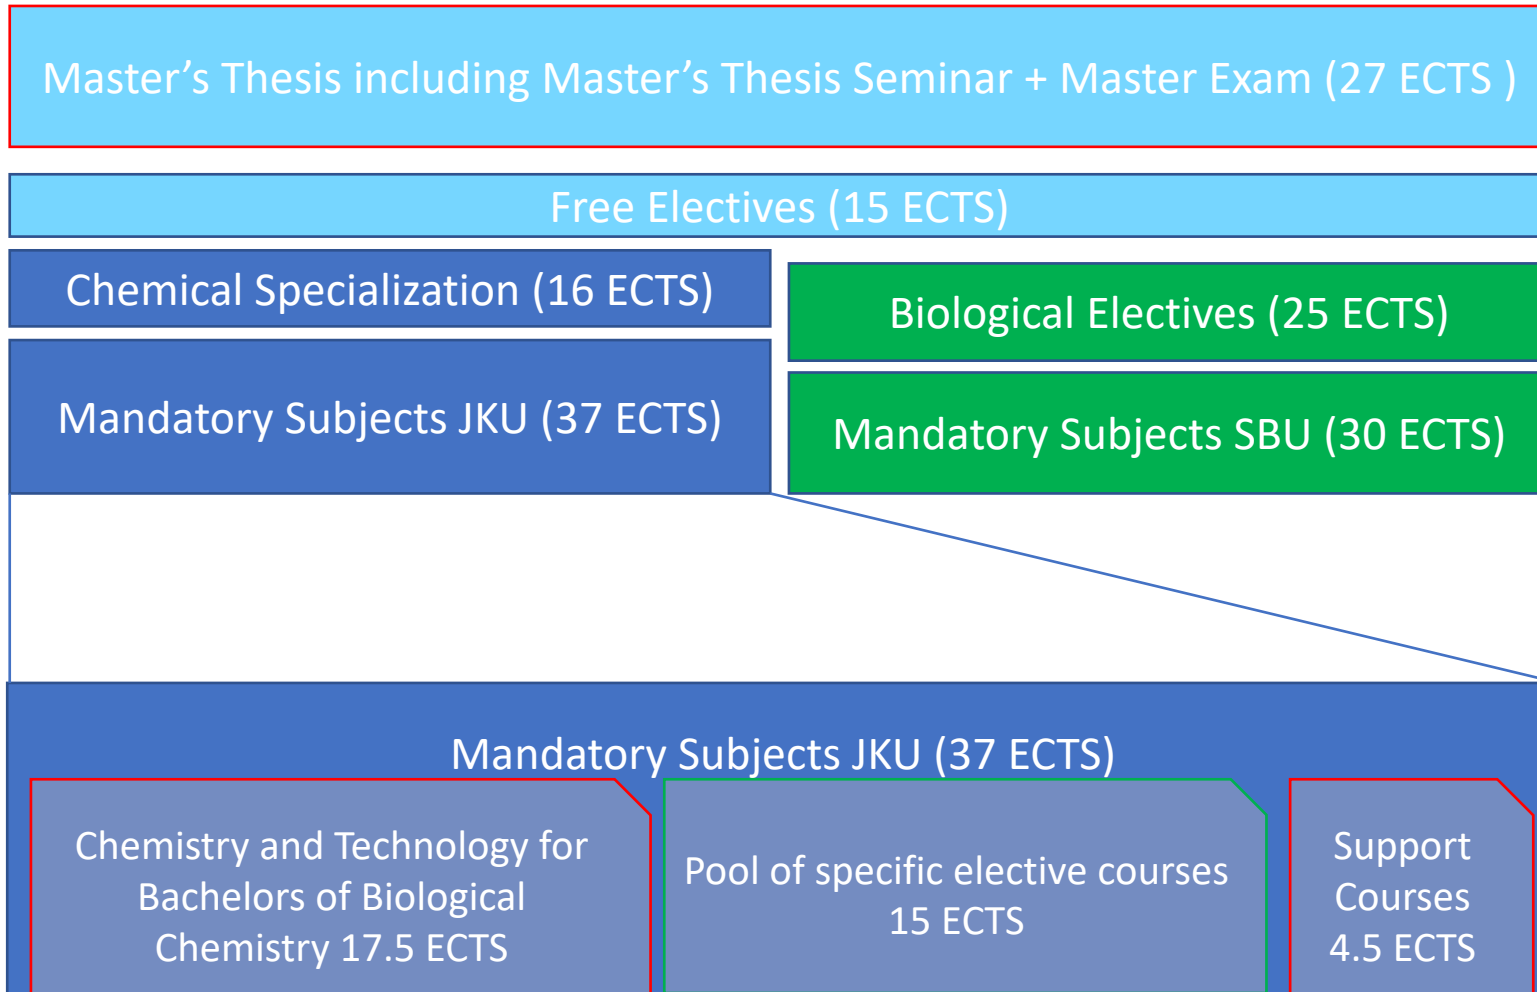 Master’s Thesis including Master’s Thesis Seminar + Master Exam (27 ECTS )
Free Electives (15 ECTS)
Chemical Specialization (16 ECTS)
Biological Electives (25 ECTS)
Mandatory Subjects JKU (37 ECTS)
Mandatory Subjects SBU (30 ECTS)
Mandatory Subjects JKU (37 ECTS)
Chemistry and Technology for
Bachelors of Biological
Chemistry 17.5 ECTS
Pool of specific elective courses
15 ECTS
Support
Courses
4.5 ECTS